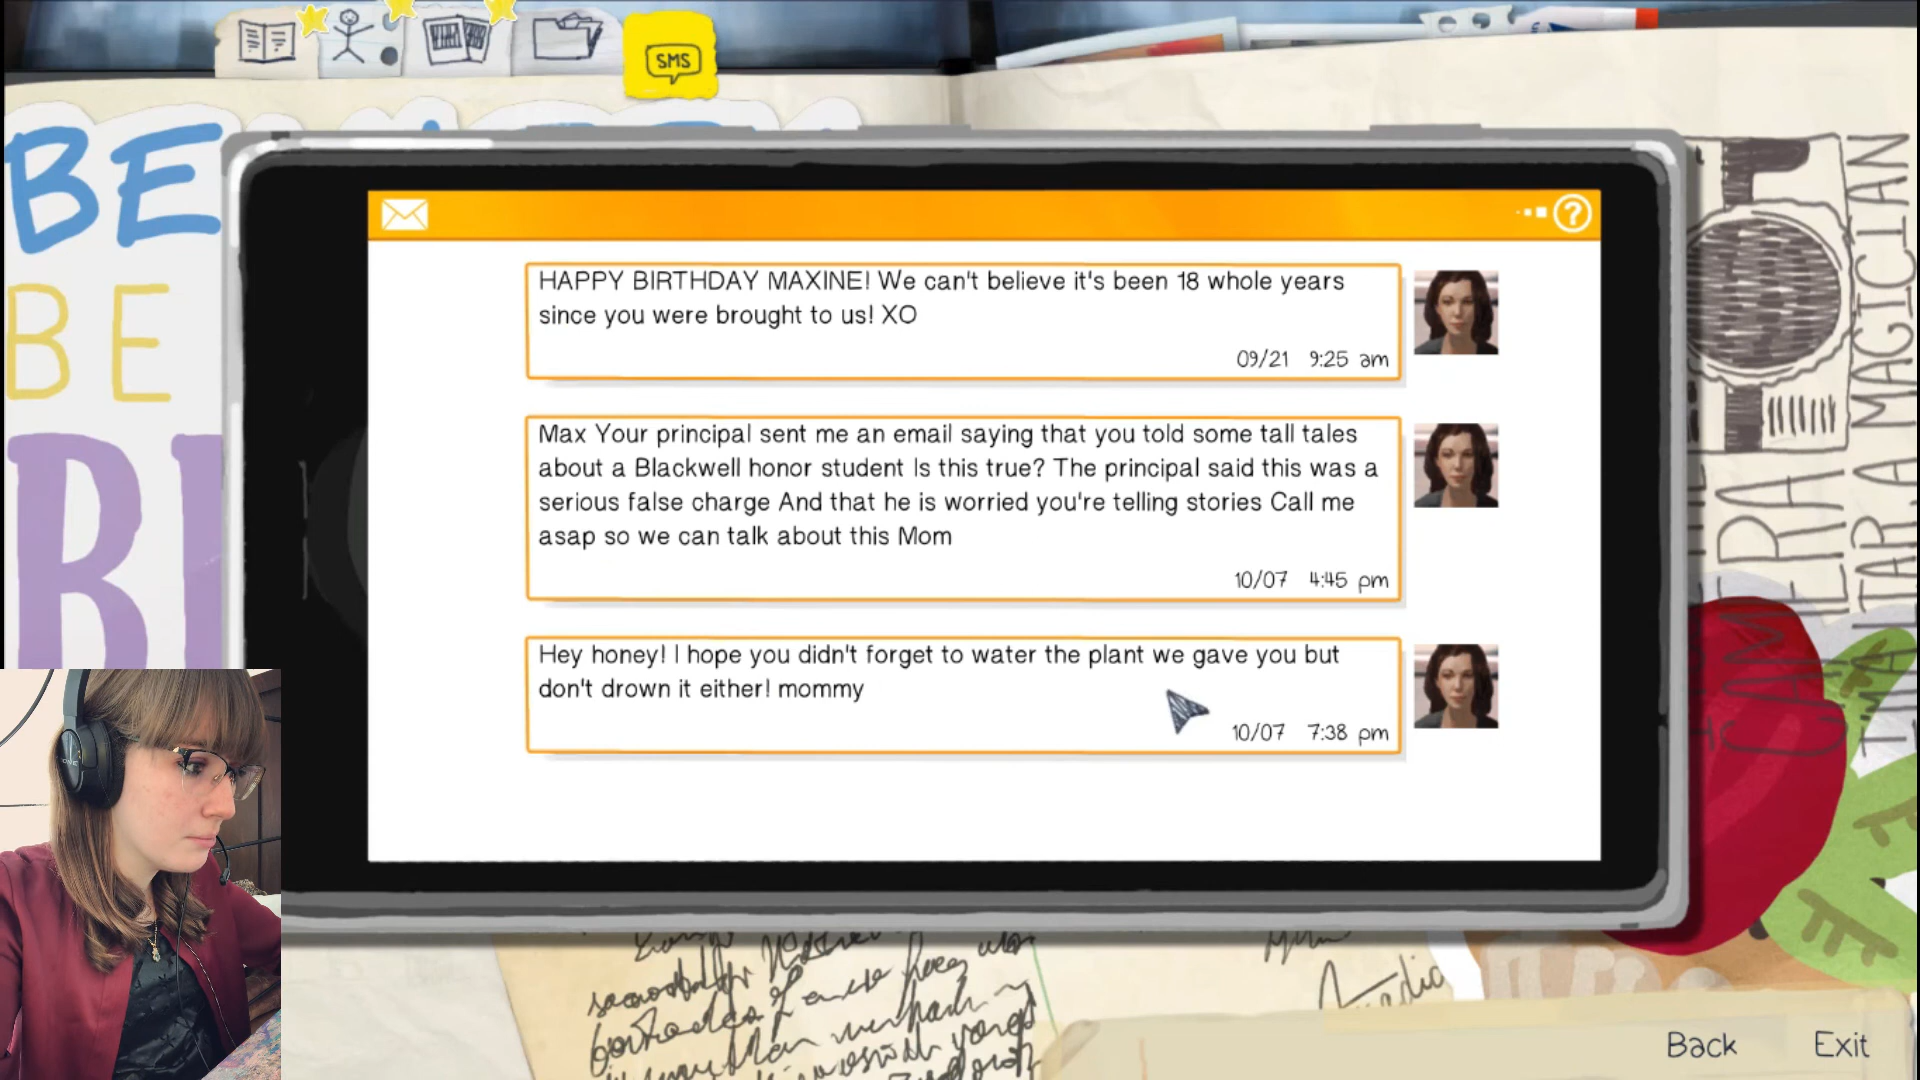 SMS
BE
BE
HAPPY BIRTHDAY MAXINE! We can't believe it's been 18 whole years
since you were brought to us! XO
09/21 9:25 am
Max Your principal sent me an email saying that you told some tall tales
about a Blackwell honor student Is this true? The principal said this was a
serious false charge And that he is worried you're telling stories Call me
asap so we can talk about this Mom
10/07 4:45 pm
Hey honey! I hope you didn't forget to water the plant we gave you but
don't drown it either! mommy
10/07 7:38 pm
MAGICIAN
Back Exit